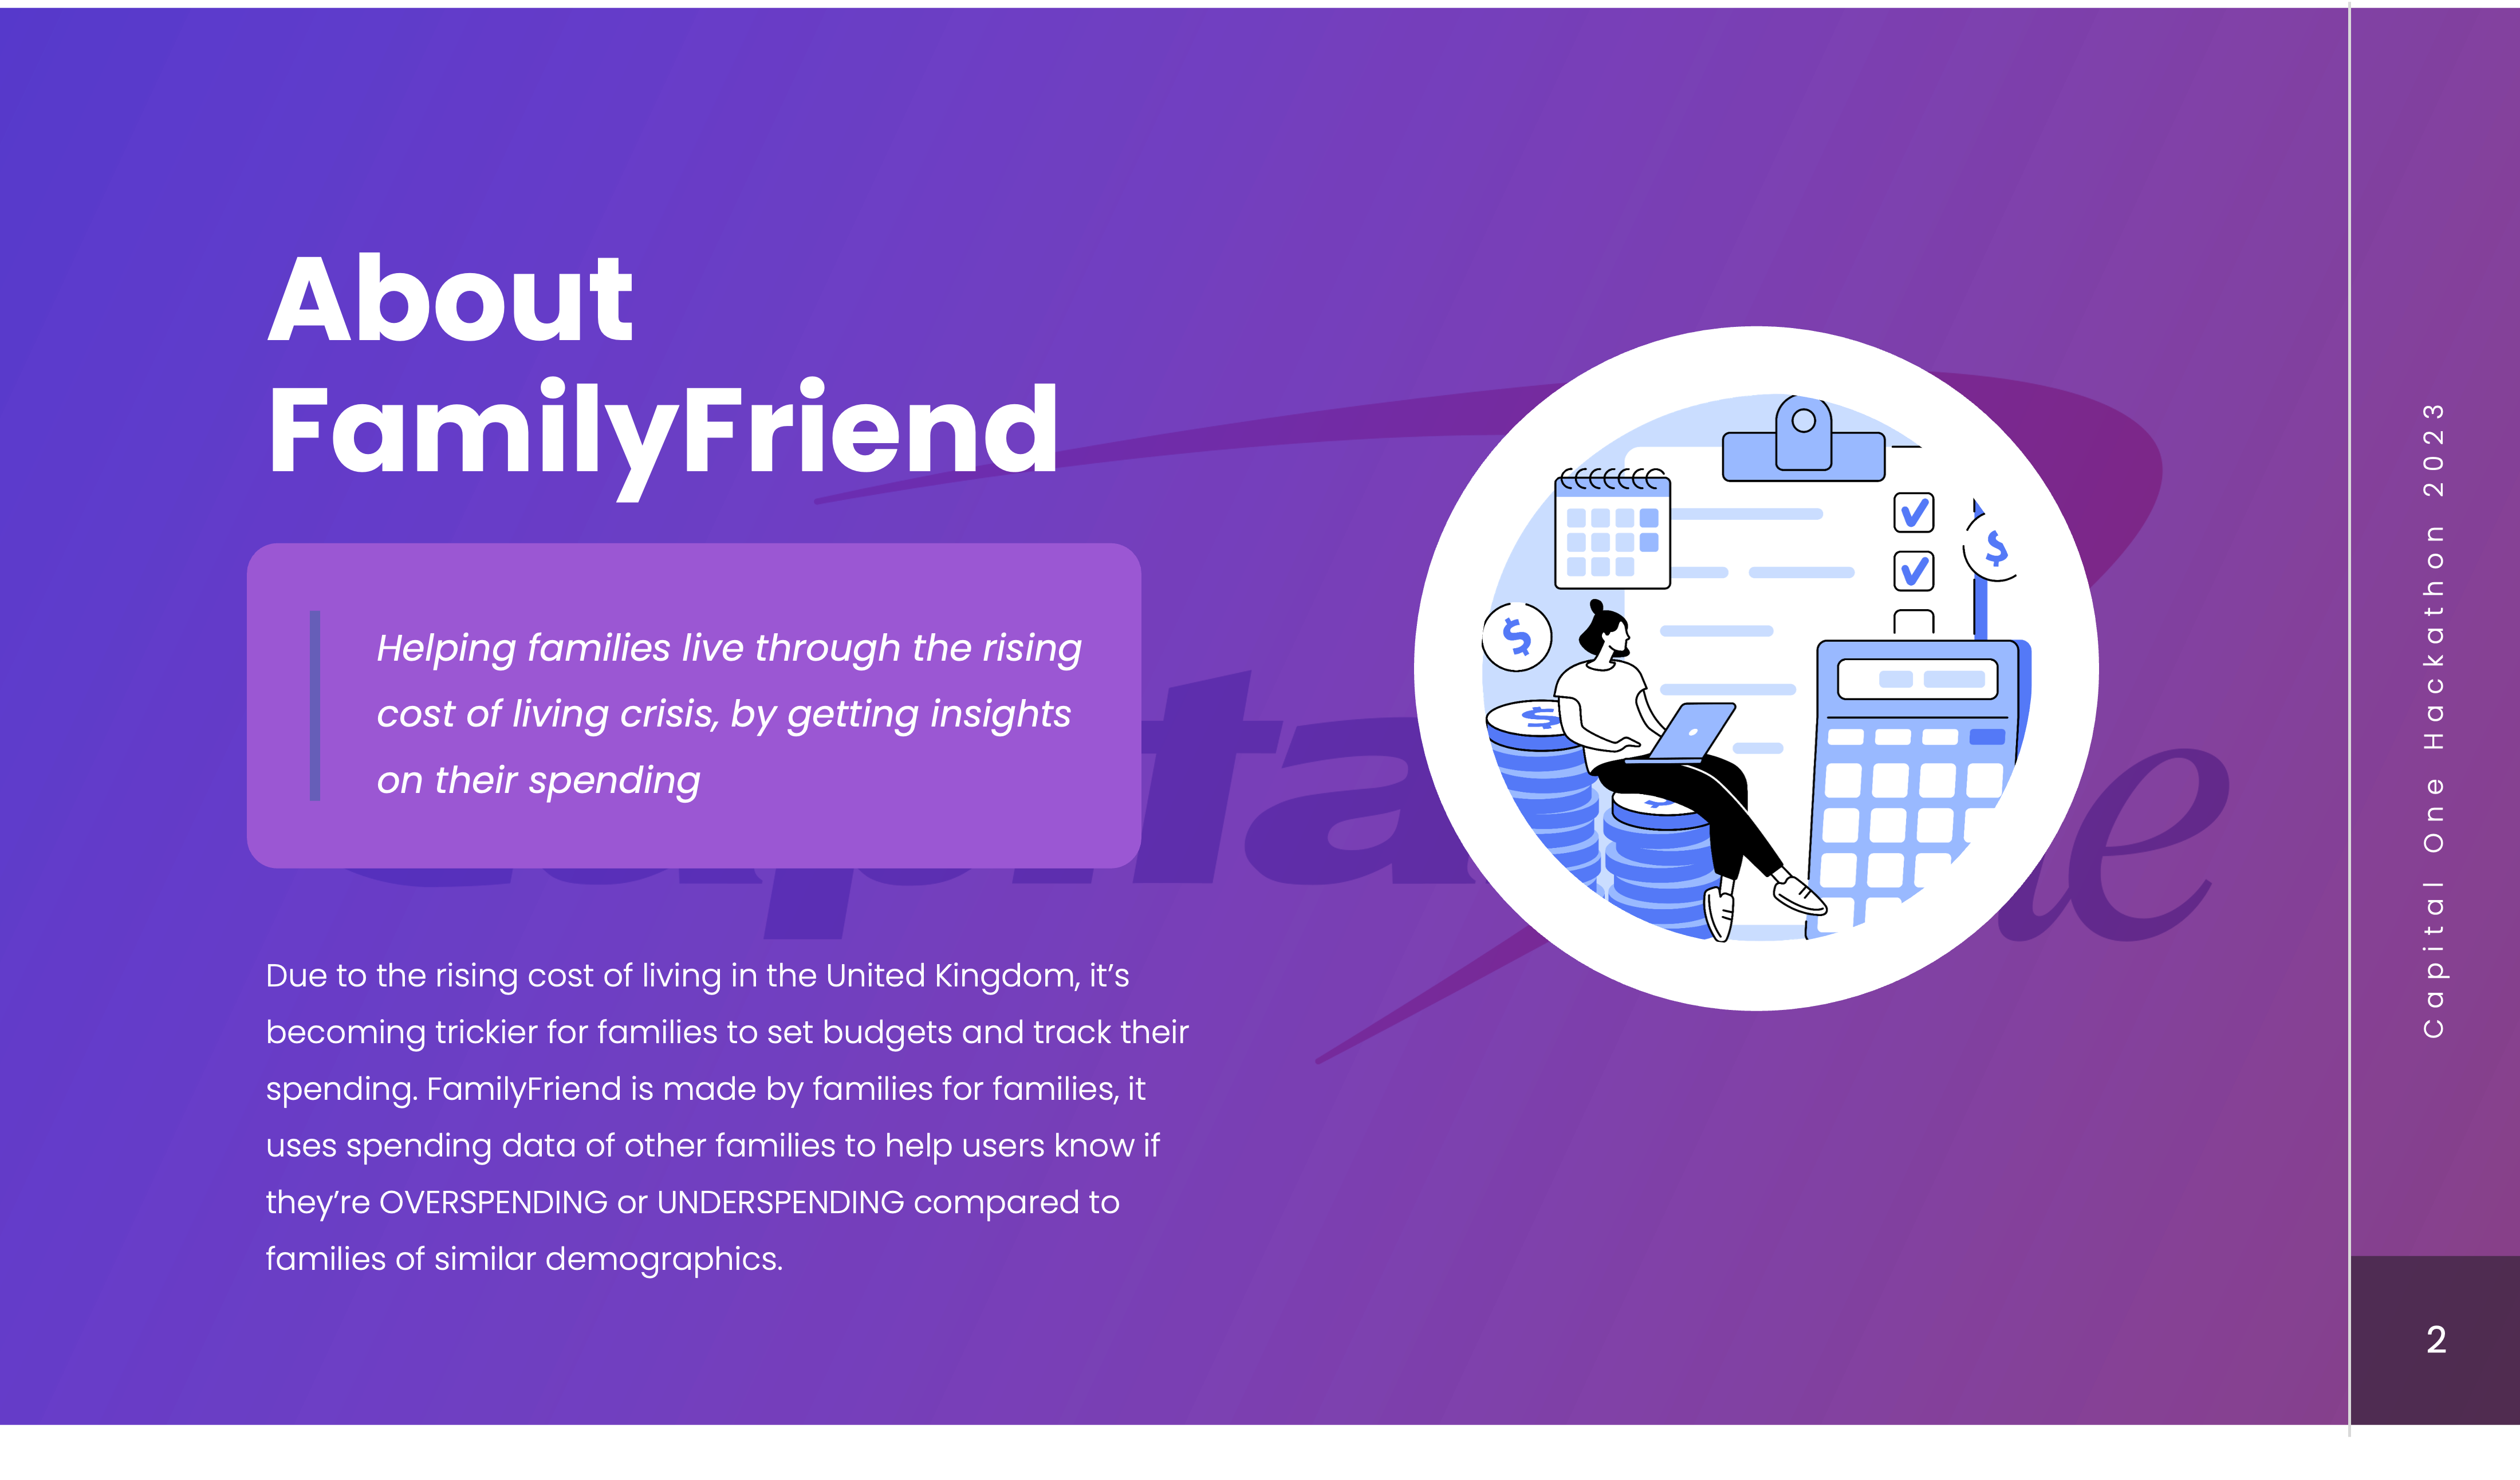 About
FamilyFriend
Helping families live through the rising
cost of living crisis, by getting insights
on their spending
Due to the rising cost of living in the United Kingdom, it’s
becoming trickier for families to set budgets and track their
spending. FamilyFriend is made by families for families, it
uses spending data of other families to help users know if
they’re OVERSPENDING or UNDERSPENDING compared to
families of similar demographics.
Capital One Hackathon 2023
2